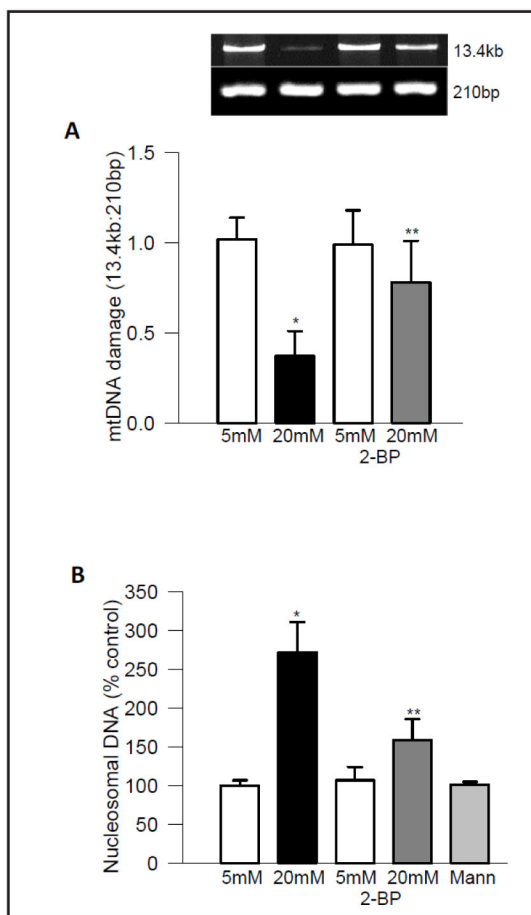 13.4kb
210bp
A
mtDNA damage (13.4kb:210bp)
1.5
1.0
0.5
0.0
*
**
5mM 20mM 5mM 20mM
2-BP
B
Nucleosomal DNA (% control)
350
300
250
200
150
100
50
0
*
**
5mM 20mM 5mM 20mM Mann
2-BP